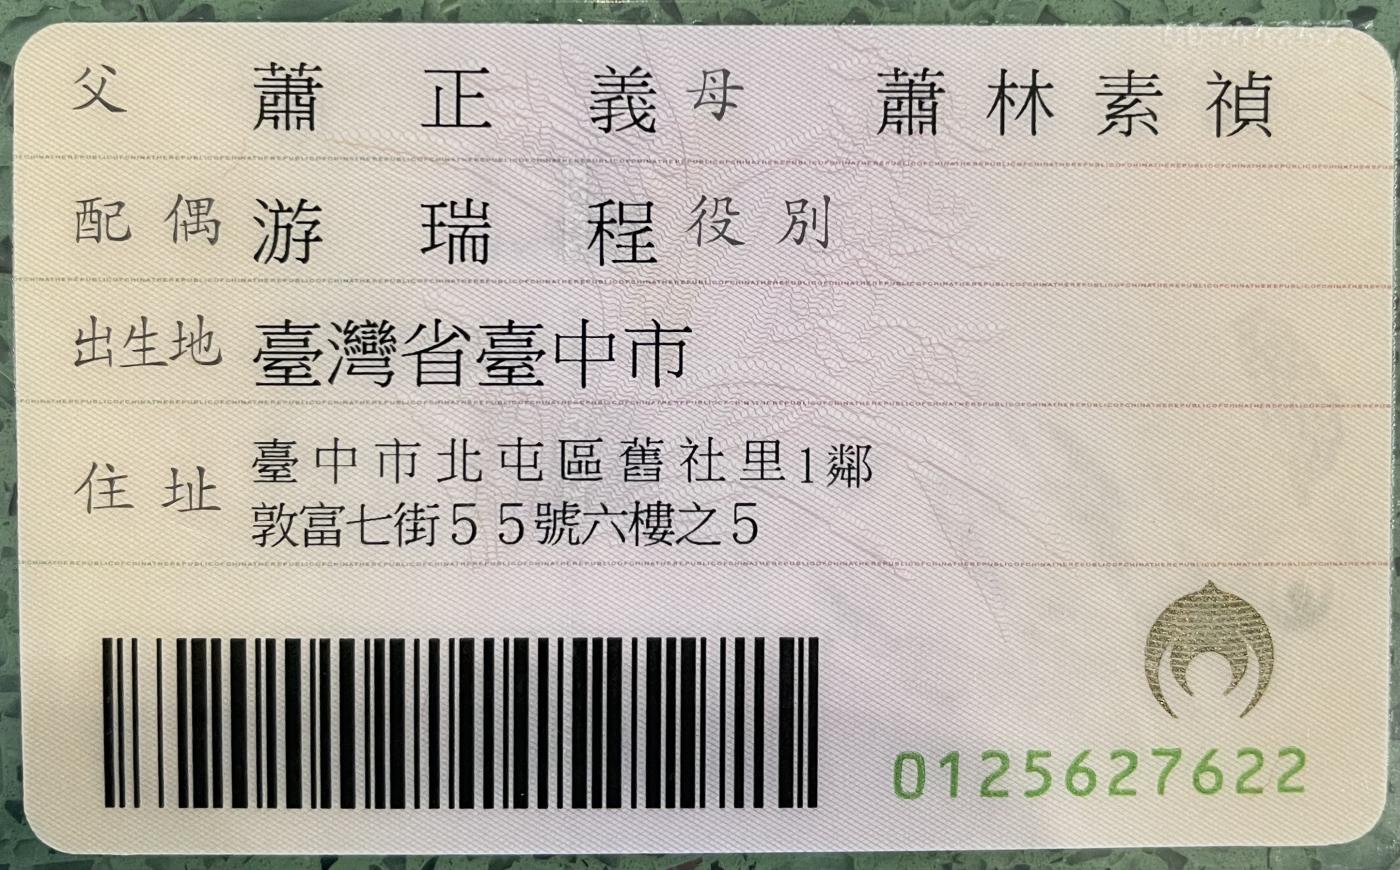 父 蕭正義 母 蕭林素禎
配偶 游瑞程 役別
出生地 臺灣省臺中市
住址 臺中市北屯區舊社里1鄰
敦富七街55號六樓之5
0125627622